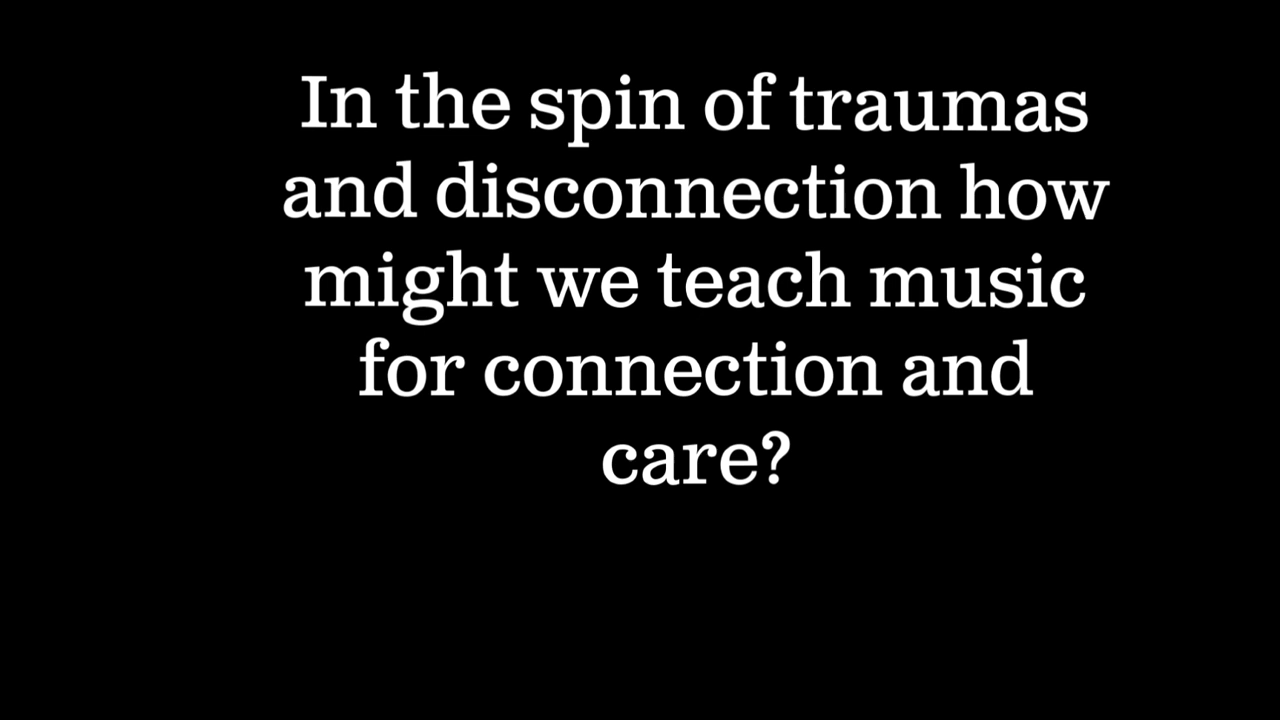 In the spin of traumas
and disconnection how
might we teach music
for connection and
care?